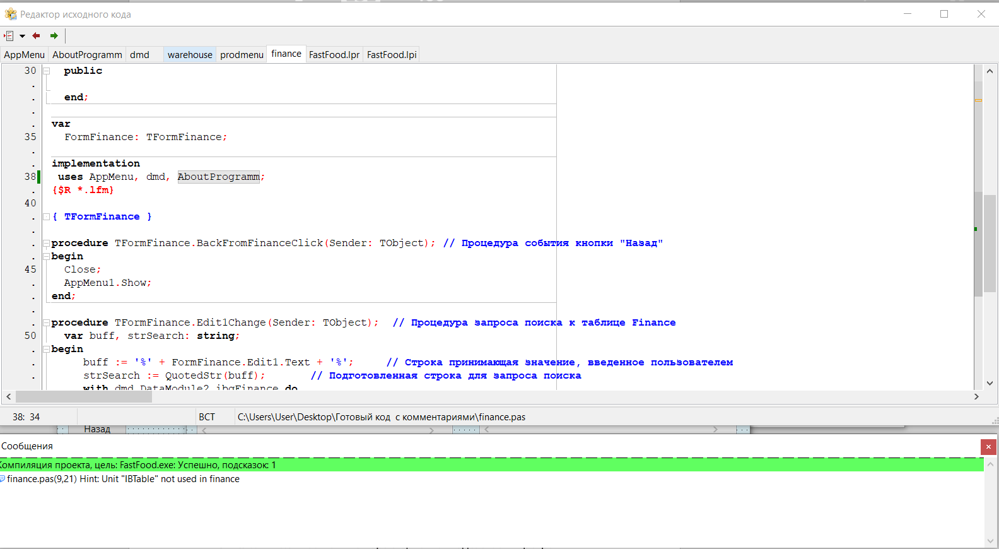 Редактор исходного кода
AppMenu AboutProgramm dmd warehouse prodmenu finance FastFood.lpr FastFood.lpi
30 public
. 
. end;
.
. var
35 FormFinance: TFormFinance;
.
. implementation
38 uses AppMenu, dmd, AboutProgramm;
. {$R *.lfm}
40
. { TFormFinance }
.
. procedure TFormFinance.BackFromFinanceClick(Sender: TObject); // Процедура события кнопки "Назад"
. begin
45 Close;
. AppMenu1.Show;
. end;
.
. procedure TFormFinance.Edit1Change(Sender: TObject); // Процедура запроса поиска к таблице Finance
50 var buff, strSearch: string;
. begin
. buff := '%' + FormFinance.Edit1.Text + '%'; // Строка принимающая значение, введенное пользователем
. strSearch := QuotedStr(buff); // Подготовленная строка для запроса поиска
with dmd.DataModule2.ibqFinance do
38: 34 ВСТ C:\Users\User\Desktop\Готовый код с комментариями\finance.pas
Назад
Сообщения
Компиляция проекта, цель: FastFood.exe: Успешно, подсказок: 1
finance.pas(9,21) Hint: Unit "IBTable" not used in finance